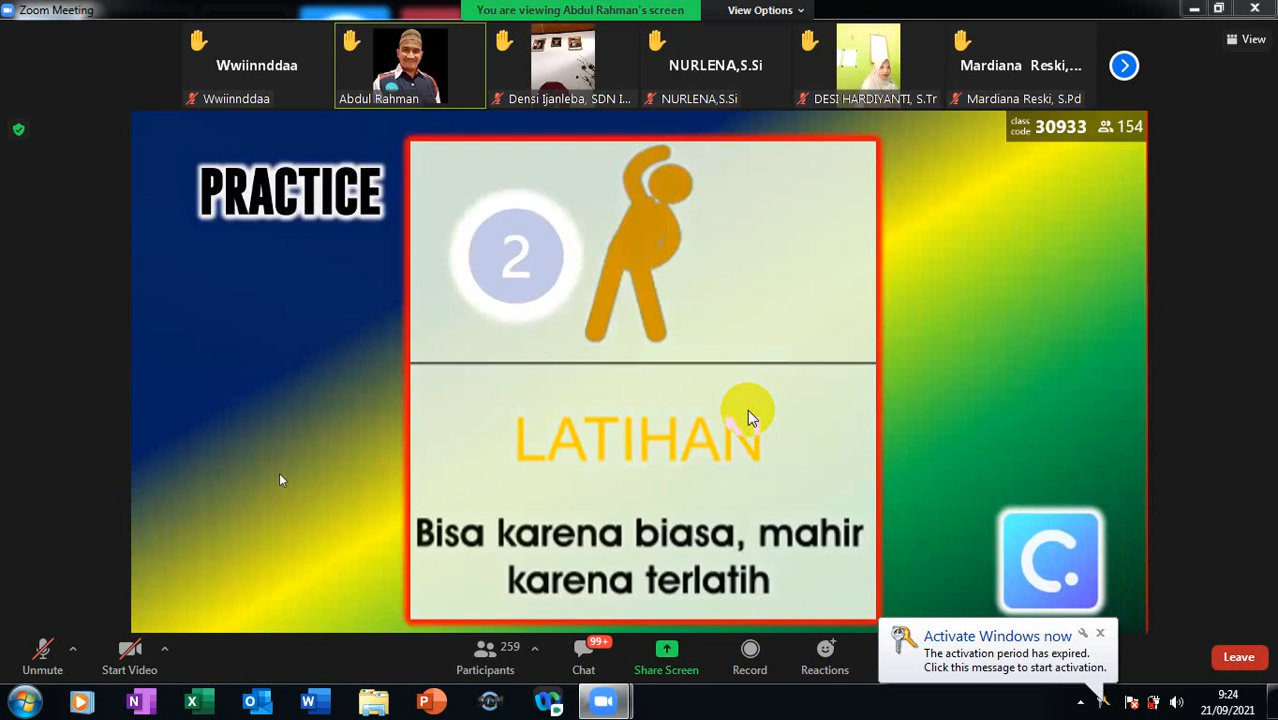 Zoom Meeting
You are viewing Abdul Rahman's screen
View Options
View
Wwiinnddaa
NURLENA,S.Si
Mardiana Reski,...
Wwiinnddaa
Abdul Rahman
Densi Ijanleba, SDN I...
NURLENA,S.Si
DESI HARDIYANTI, S.Tr
Mardiana Reski, S.Pd
class code 30933 154
PRACTICE
2
LATIHAN
Bisa karena biasa, mahir
karena terlatih
C.
Activate Windows now
The activation period has expired.
Click this message to start activation.
259
99+
Unmute
Start Video
Participants
Chat
Share Screen
Record
Reactions
Leave
9:24
21/09/2021